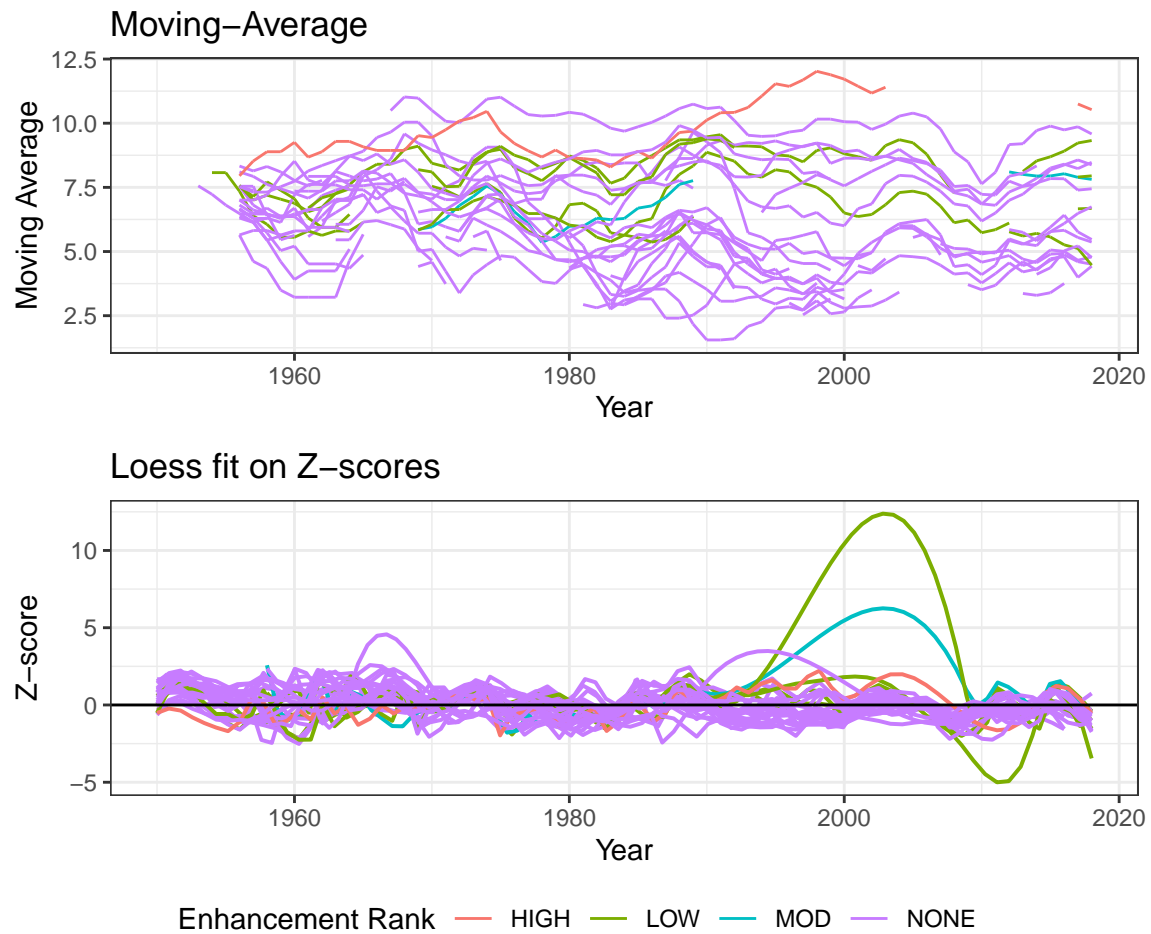 Moving−Average
12.5
10.0
7.5
5.0
2.5
Moving Average
1960 1980 2000 2020
Year
Loess fit on Z−scores
10
5
0
−5
Z−score
1960 1980 2000 2020
Year
Enhancement Rank HIGH LOW MOD NONE